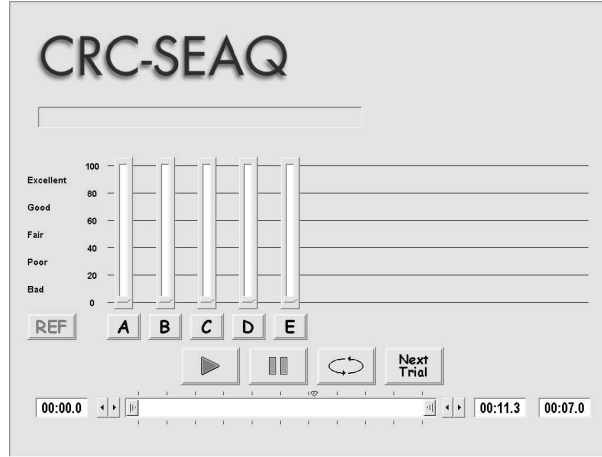 CRC-SEAQ
100
Excellent
80
Good
60
Fair
40
Poor
20
Bad
0
REF A B C D E
Next
Trial
00:00.0 00:11.3 00:07.0